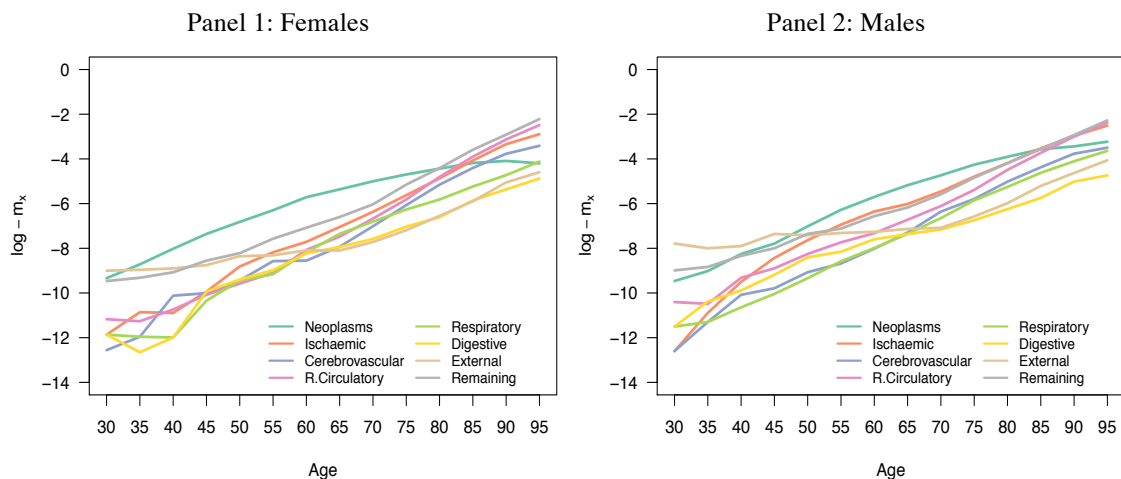 Panel 1: Females
Panel 2: Males
log – mx
0
−2
−4
−6
−8
−10
−12
−14
Neoplasms
Ischaemic
Cerebrovascular
R.Circulatory
Respiratory
Digestive
External
Remaining
30 35 40 45 50 55 60 65 70 75 80 85 90 95
Age
log – mx
0
−2
−4
−6
−8
−10
−12
−14
Neoplasms
Ischaemic
Cerebrovascular
R.Circulatory
Respiratory
Digestive
External
Remaining
30 35 40 45 50 55 60 65 70 75 80 85 90 95
Age